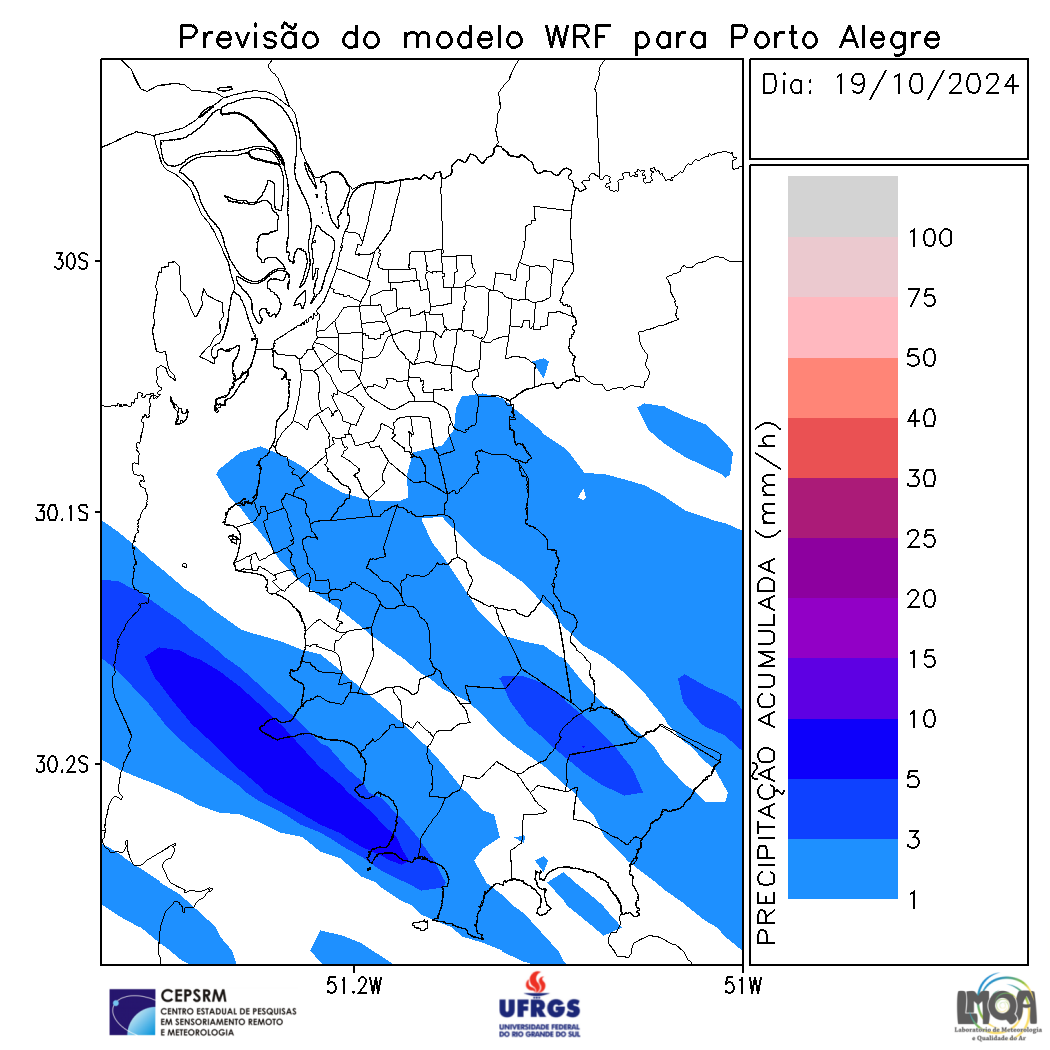 Previsão do modelo WRF para Porto Alegre
Dia: 19/10/2024
30S
30.1S
30.2S
51.2W
51W
PRECIPITAÇÃO ACUMULADA (mm/h)
100
75
50
40
30
25
20
15
10
5
3
1
CEPSRM
CENTRO ESTADUAL DE PESQUISAS
EM SENSORIAMENTO REMOTO
E METEOROLOGIA
UFRGS
UNIVERSIDADE FEDERAL
DO RIO GRANDE DO SUL
LMQA
Laboratório de Meteorologia
e Qualidade do Ar